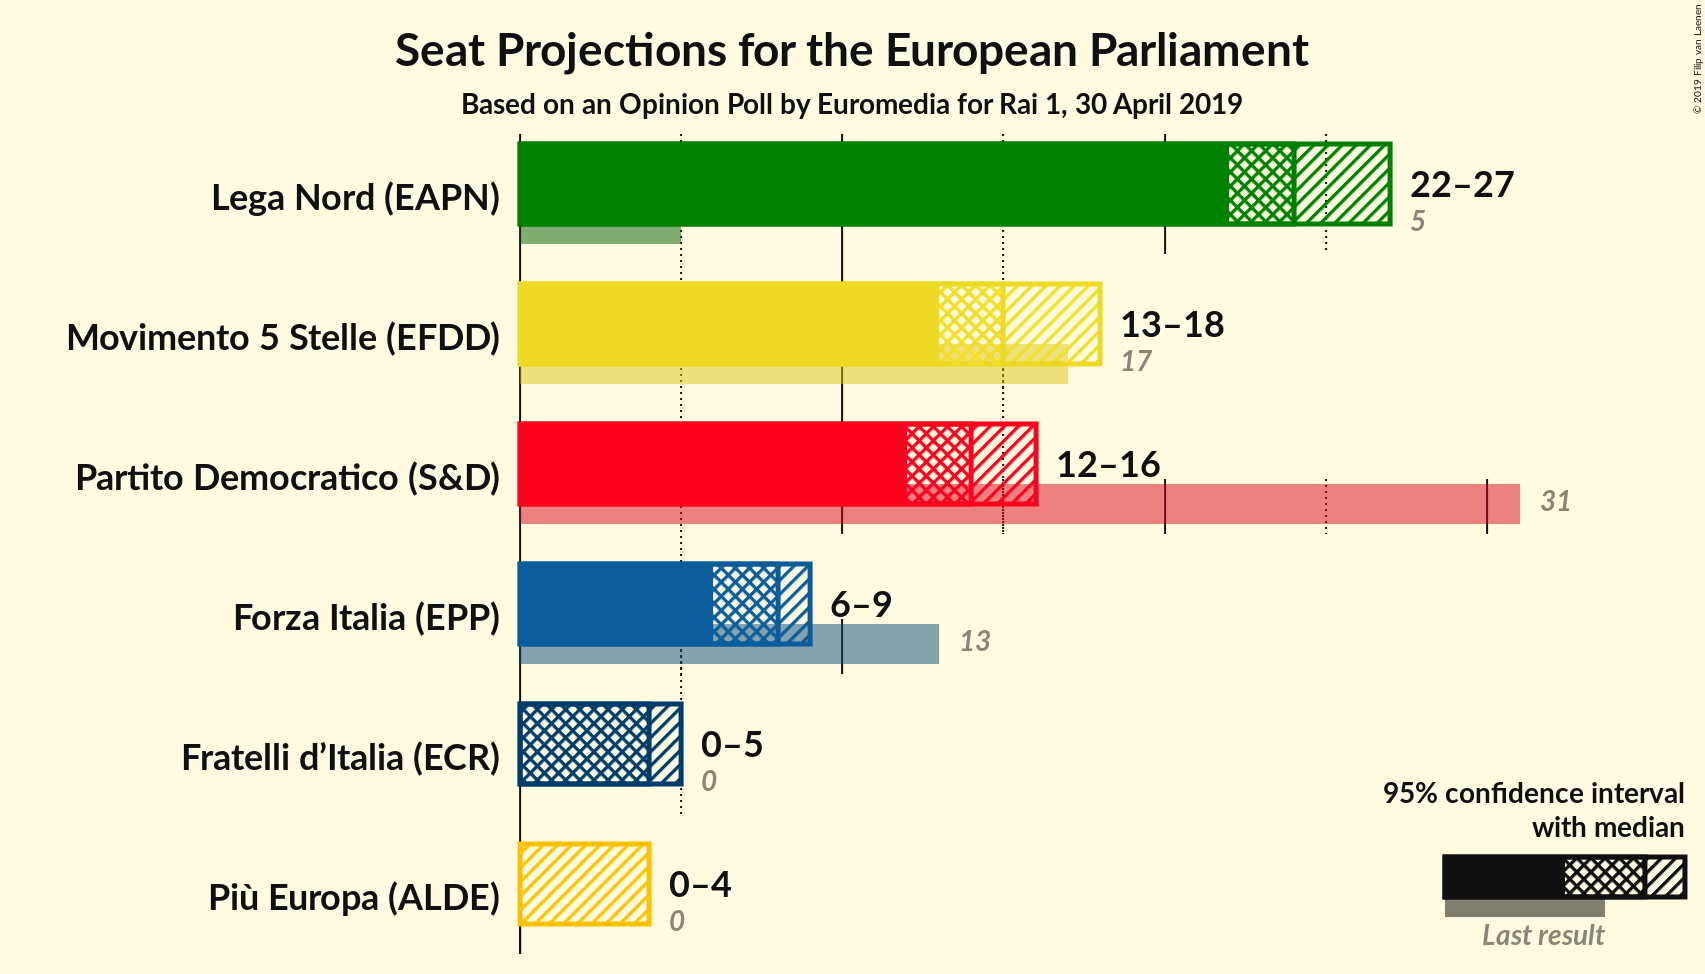 Seat Projections for the European Parliament
Based on an Opinion Poll by Euromedia for Rai 1, 30 April 2019
© 2019 Filip van Laenen
Lega Nord (EAPN)
22–27
5
Movimento 5 Stelle (EFDD)
13–18
17
Partito Democratico (S&D)
12–16
31
Forza Italia (EPP)
6–9
13
Fratelli d’Italia (ECR)
0–5
0
Più Europa (ALDE)
0–4
0
95% confidence interval
with median
Last result